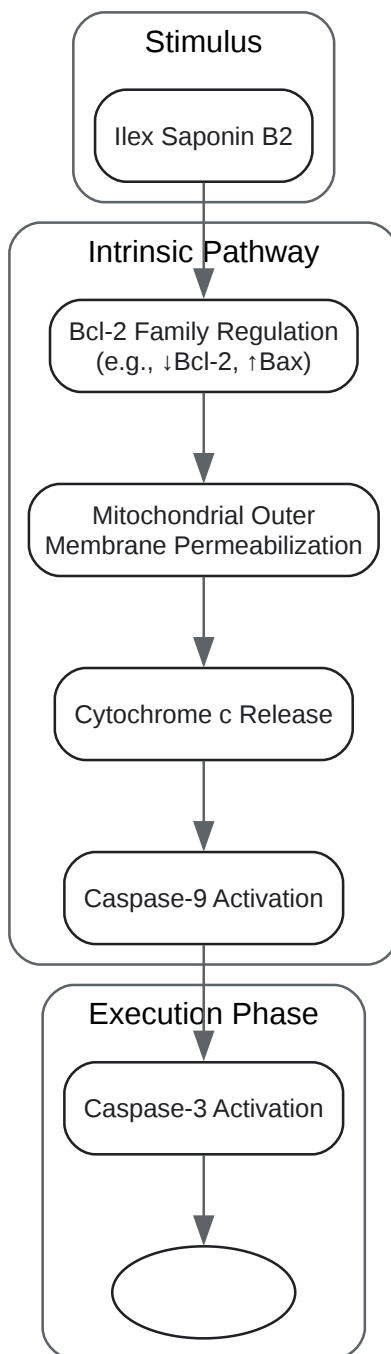 Stimulus
Ilex Saponin B2
Intrinsic Pathway
Bcl-2 Family Regulation
(e.g., ↓Bcl-2, ↑Bax)
Mitochondrial Outer
Membrane Permeabilization
Cytochrome c Release
Caspase-9 Activation
Execution Phase
Caspase-3 Activation